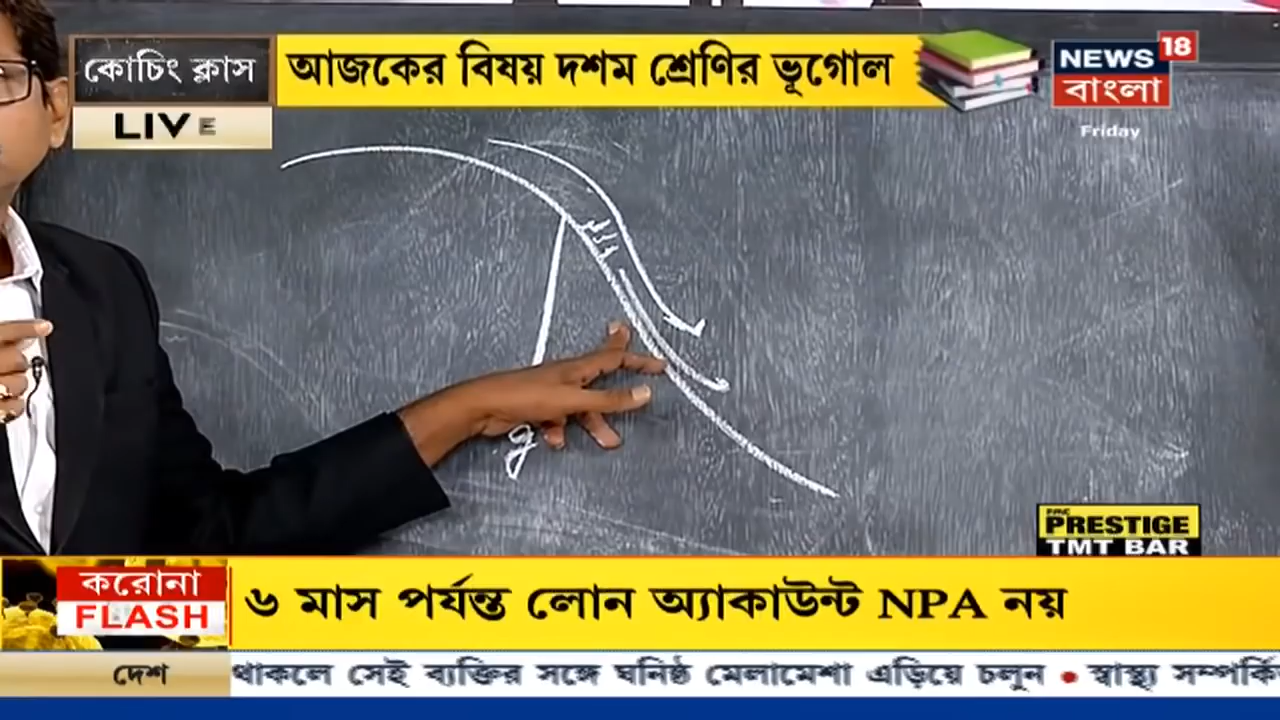 কোচিং ক্লাস
আজকের বিষয় দশম শ্রেণির ভূগোল
NEWS 18
বাংলা
LIVE
Friday
g
PRESTIGE
TMT BAR
করোনা
FLASH
৬ মাস পর্যন্ত লোন অ্যাকাউন্ট NPA নয়
দেশ
থাকলে সেই ব্যক্তির সঙ্গে ঘনিষ্ঠ মেলামেশা এড়িয়ে চলুন • স্বাস্থ্য সম্পর্কি